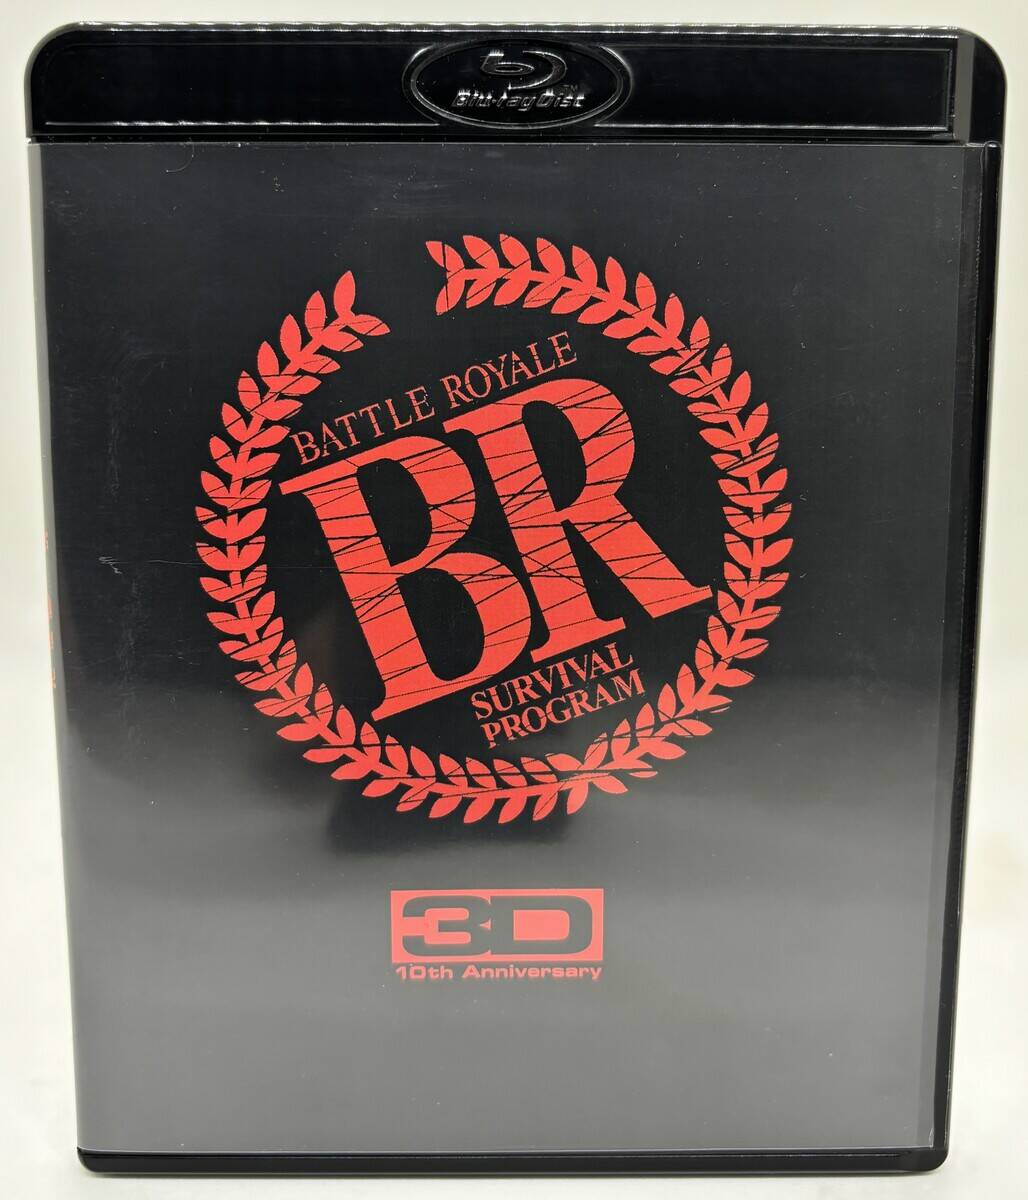 Blu-ray Disc
BATTLE ROYALE
BR
SURVIVAL
PROGRAM
3D
10th Anniversary